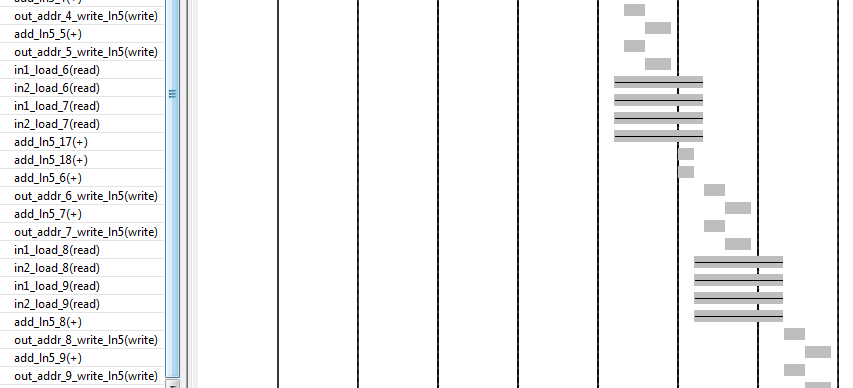 out_addr_4_write_ln5(write)
add_ln5_5(+)
out_addr_5_write_ln5(write)
in1_load_6(read)
in2_load_6(read)
in1_load_7(read)
in2_load_7(read)
add_ln5_17(+)
add_ln5_18(+)
add_ln5_6(+)
out_addr_6_write_ln5(write)
add_ln5_7(+)
out_addr_7_write_ln5(write)
in1_load_8(read)
in2_load_8(read)
in1_load_9(read)
in2_load_9(read)
add_ln5_8(+)
out_addr_8_write_ln5(write)
add_ln5_9(+)
out_addr_9_write_ln5(write)